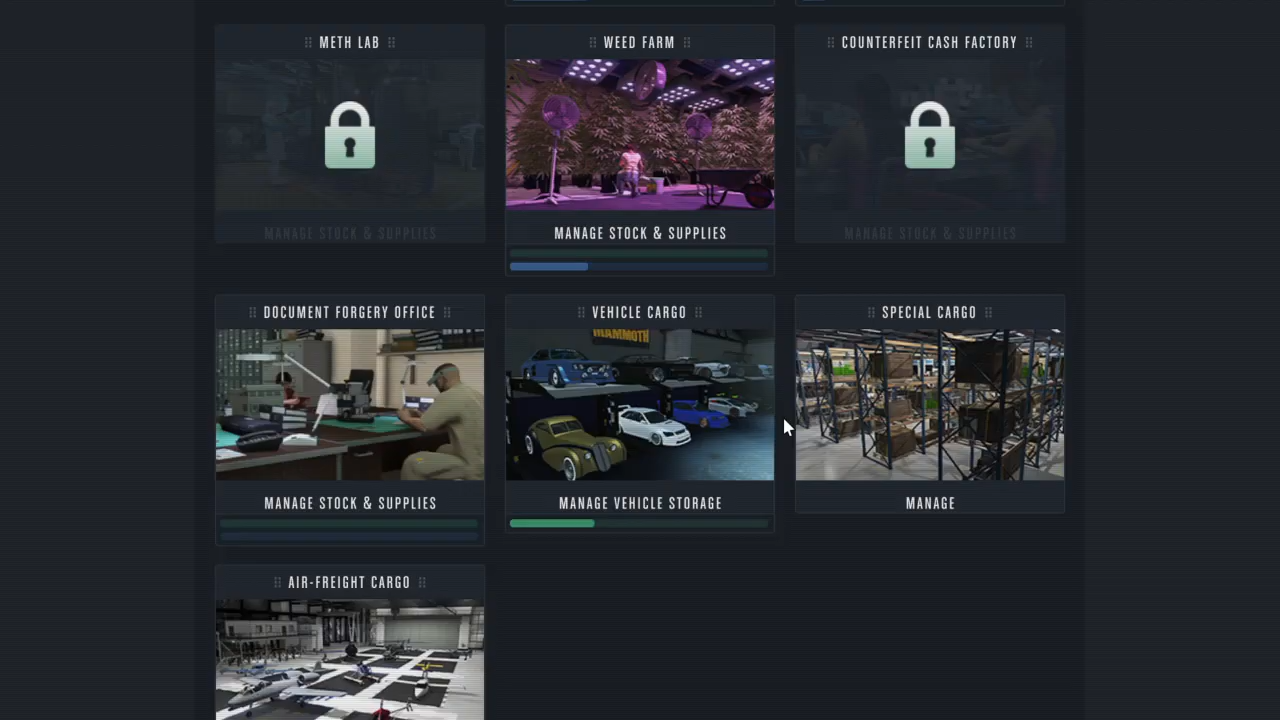 METH LAB
WEED FARM
COUNTERFEIT CASH FACTORY
MANAGE STOCK & SUPPLIES
MANAGE STOCK & SUPPLIES
MANAGE STOCK & SUPPLIES
DOCUMENT FORGERY OFFICE
VEHICLE CARGO
SPECIAL CARGO
MAMMOTH
MANAGE STOCK & SUPPLIES
MANAGE VEHICLE STORAGE
MANAGE
AIR-FREIGHT CARGO